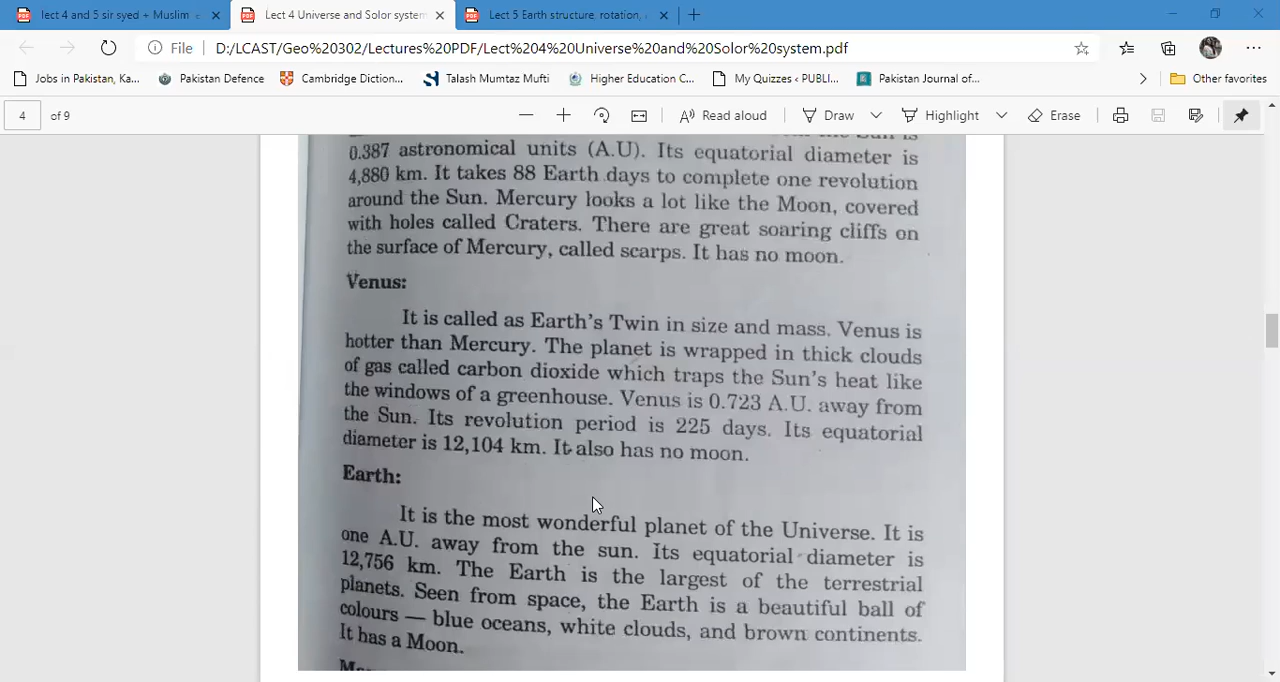 lect 4 and 5 sir syed + Muslim
Lect 4 Universe and Solor system
Lect 5 Earth structure, rotation,
File D:/LCAST/Geo%20302/Lectures%20PDF/Lect%204%20Universe%20and%20Solor%20system.pdf
Jobs in Pakistan, Ka... Pakistan Defence Cambridge Diction... Talash Mumtaz Mufti Higher Education C... My Quizzes ‹ PUBLI... Pakistan Journal of... Other favorites
4 of 9 Read aloud Draw Highlight Erase
the Sun is
0.387 astronomical units (A.U). Its equatorial diameter is
4,880 km. It takes 88 Earth days to complete one revolution
around the Sun. Mercury looks a lot like the Moon, covered
with holes called Craters. There are great soaring cliffs on
the surface of Mercury, called scarps. It has no moon.
Venus:
It is called as Earth's Twin in size and mass. Venus is
hotter than Mercury. The planet is wrapped in thick clouds
of gas called carbon dioxide which traps the Sun's heat like
the windows of a greenhouse. Venus is 0.723 A.U. away from
the Sun. Its revolution period is 225 days. Its equatorial
diameter is 12,104 km. It also has no moon.
Earth:
It is the most wonderful planet of the Universe. It is
one A.U. away from the sun. Its equatorial diameter is
12,756 km. The Earth is the largest of the terrestrial
planets. Seen from space, the Earth is a beautiful ball of
colours — blue oceans, white clouds, and brown continents.
It has a Moon.